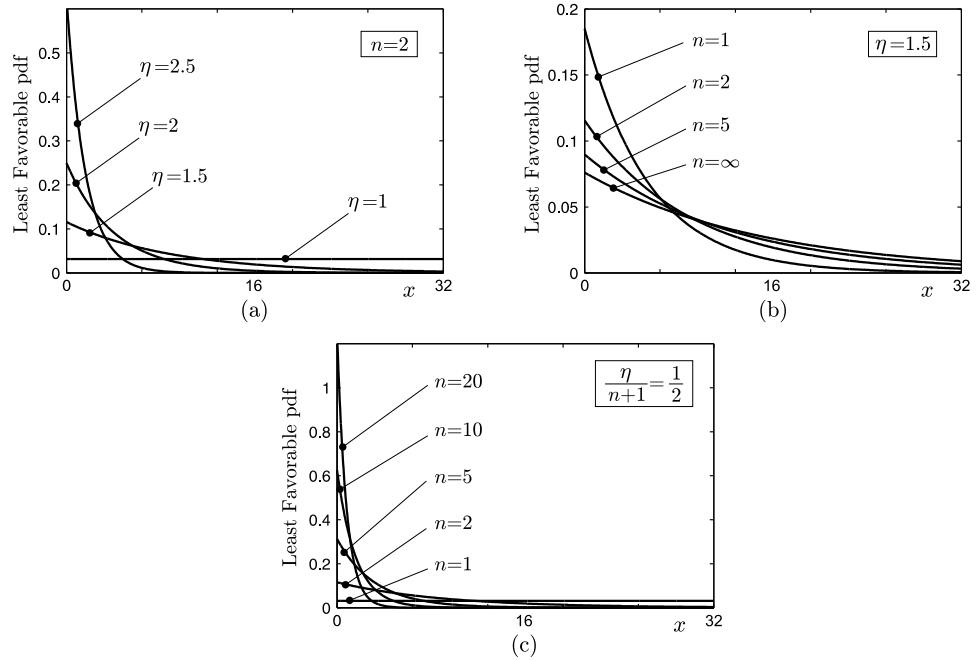 Least Favorable pdf
0.5
0.4
0.3
0.2
0.1
0
n=2
η=2.5
η=2
η=1.5
η=1
0
16
x
32
(a)
Least Favorable pdf
0.2
0.15
0.1
0.05
0
η=1.5
n=1
n=2
n=5
n=∞
0
16
x
32
(b)
Least Favorable pdf
1
0.8
0.6
0.4
0.2
0
η/n+1=1/2
n=20
n=10
n=5
n=2
n=1
0
16
x
32
(c)